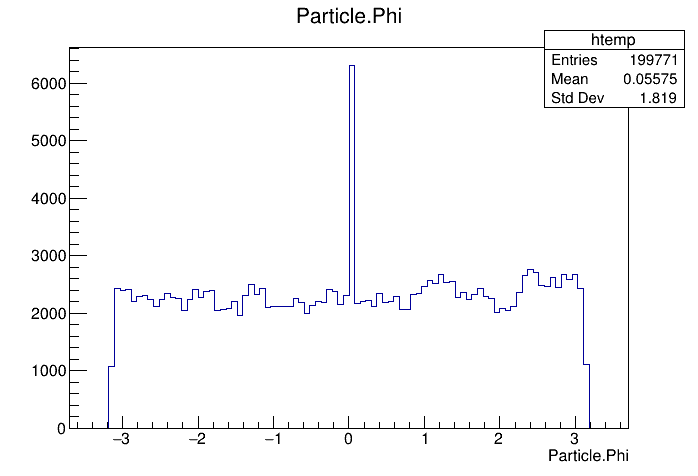 Particle.Phi
htemp
Entries 199771
Mean 0.05575
Std Dev 1.819
6000
5000
4000
3000
2000
1000
0
−3 −2 −1 0 1 2 3
Particle.Phi